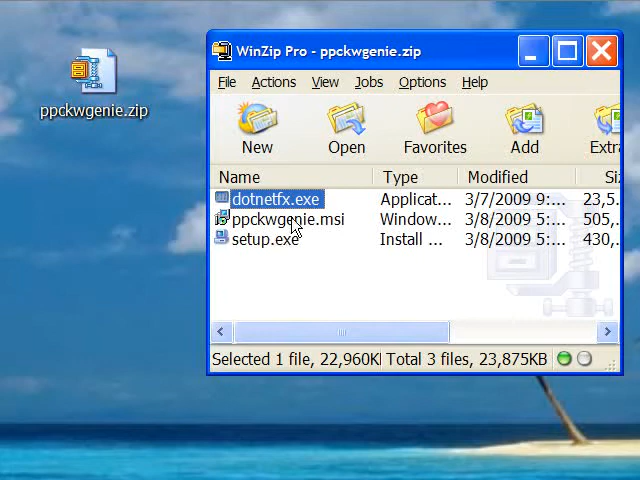 ppckwgenie.zip
WinZip Pro - ppckwgenie.zip
File Actions View Jobs Options Help
New Open Favorites Add Extra
Name Type Modified Siz
dotnetfx.exe Applicat... 3/7/2009 9:... 23,5...
ppckwgenie.msi Window... 3/8/2009 5:... 505,...
setup.exe Install ... 3/8/2009 5:... 430,...
Selected 1 file, 22,960K Total 3 files, 23,875KB